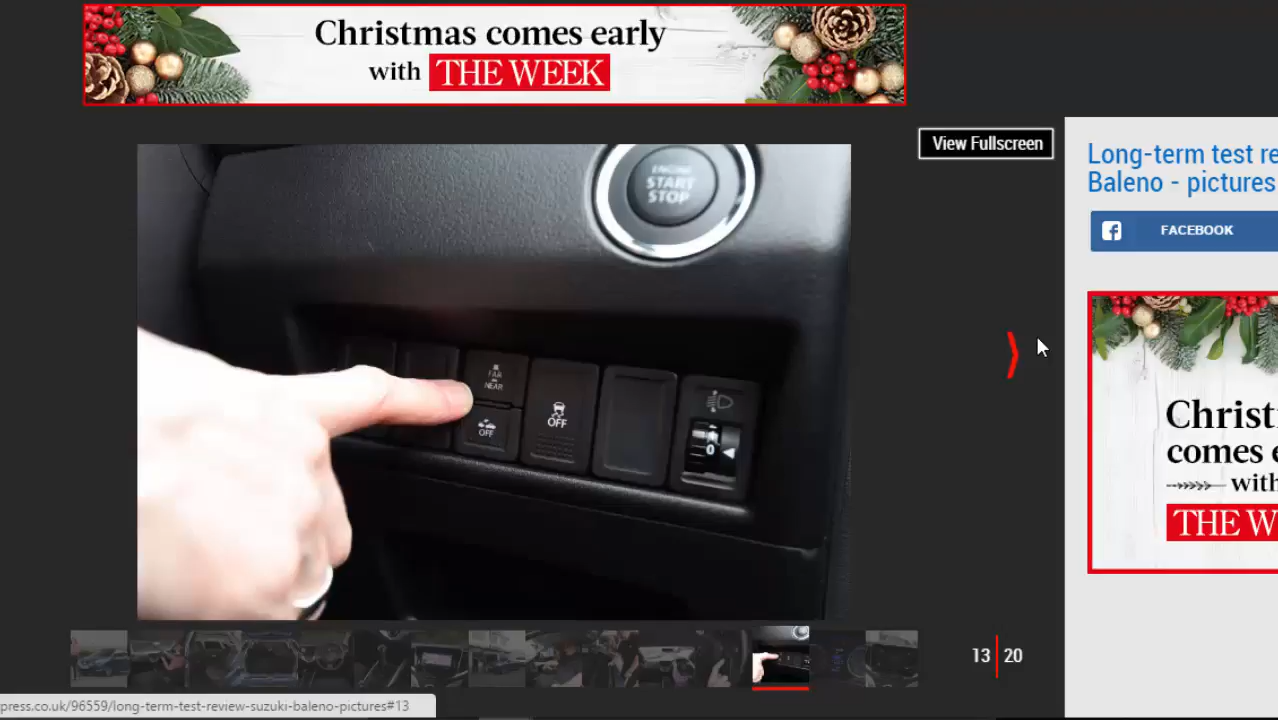 Christmas comes early
with THE WEEK
View Fullscreen
Long-term test re
Baleno - pictures
FACEBOOK
ENGINE
START
STOP
FAR
NEAR
OFF
OFF
0
Christ
comes e
with
THE W
13 20
press.co.uk/96559/long-term-test-review-suzuki-baleno-pictures#13